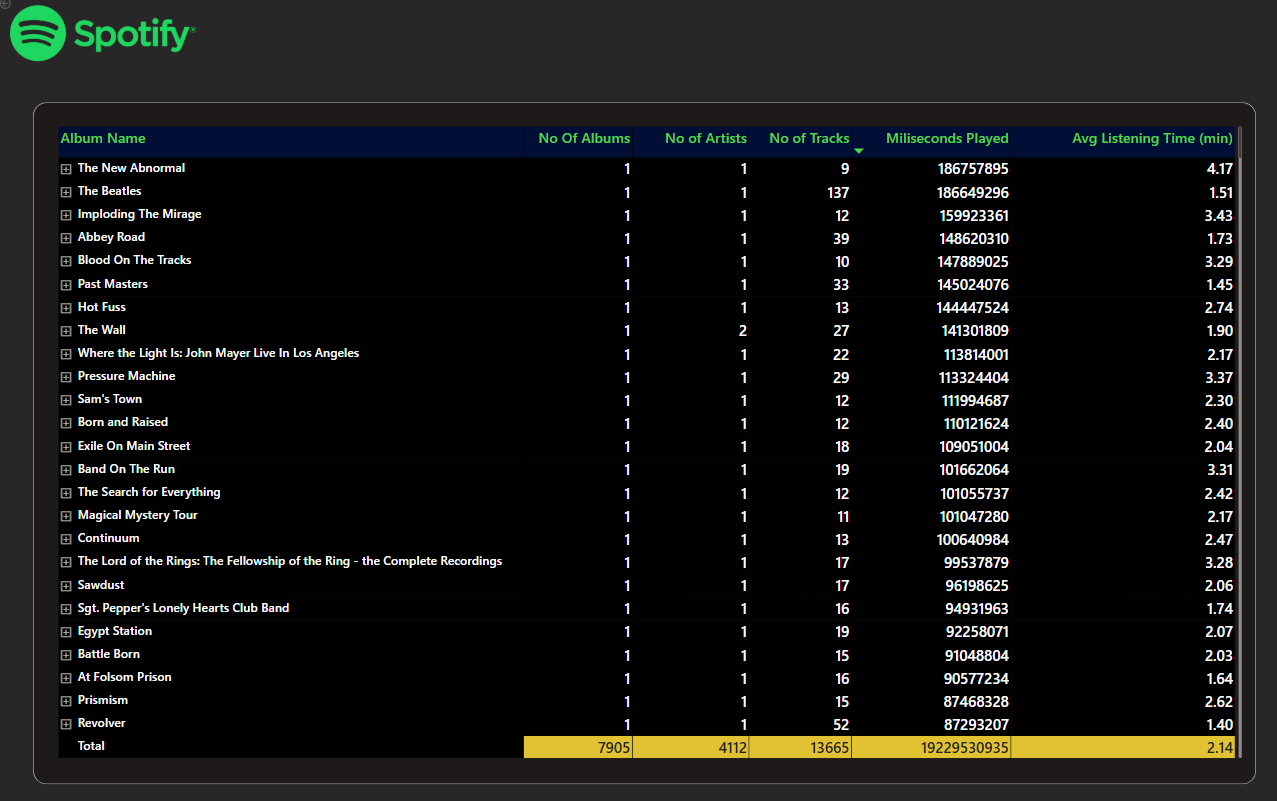 Spotify
Album Name No Of Albums No of Artists No of Tracks Miliseconds Played Avg Listening Time (min)
The New Abnormal 1 1 9 186757895 4.17
The Beatles 1 1 137 186649296 1.51
Imploding The Mirage 1 1 12 159923361 3.43
Abbey Road 1 1 39 148620310 1.73
Blood On The Tracks 1 1 10 147889025 3.29
Past Masters 1 1 33 145024076 1.45
Hot Fuss 1 1 13 144447524 2.74
The Wall 1 2 27 141301809 1.90
Where the Light Is: John Mayer Live In Los Angeles 1 1 22 113814001 2.17
Pressure Machine 1 1 29 113324404 3.37
Sam's Town 1 1 12 111994687 2.30
Born and Raised 1 1 12 110121624 2.40
Exile On Main Street 1 1 18 109051004 2.04
Band On The Run 1 1 19 101662064 3.31
The Search for Everything 1 1 12 101055737 2.42
Magical Mystery Tour 1 1 11 101047280 2.17
Continuum 1 1 13 100640984 2.47
The Lord of the Rings: The Fellowship of the Ring - the Complete Recordings 1 1 17 99537879 3.28
Sawdust 1 1 17 96198625 2.06
Sgt. Pepper's Lonely Hearts Club Band 1 1 16 94931963 1.74
Egypt Station 1 1 19 92258071 2.07
Battle Born 1 1 15 91048804 2.03
At Folsom Prison 1 1 16 90577234 1.64
Prismism 1 1 15 87468328 2.62
Revolver 1 1 52 87293207 1.40
Total 7905 4112 13665 19229530935 2.14